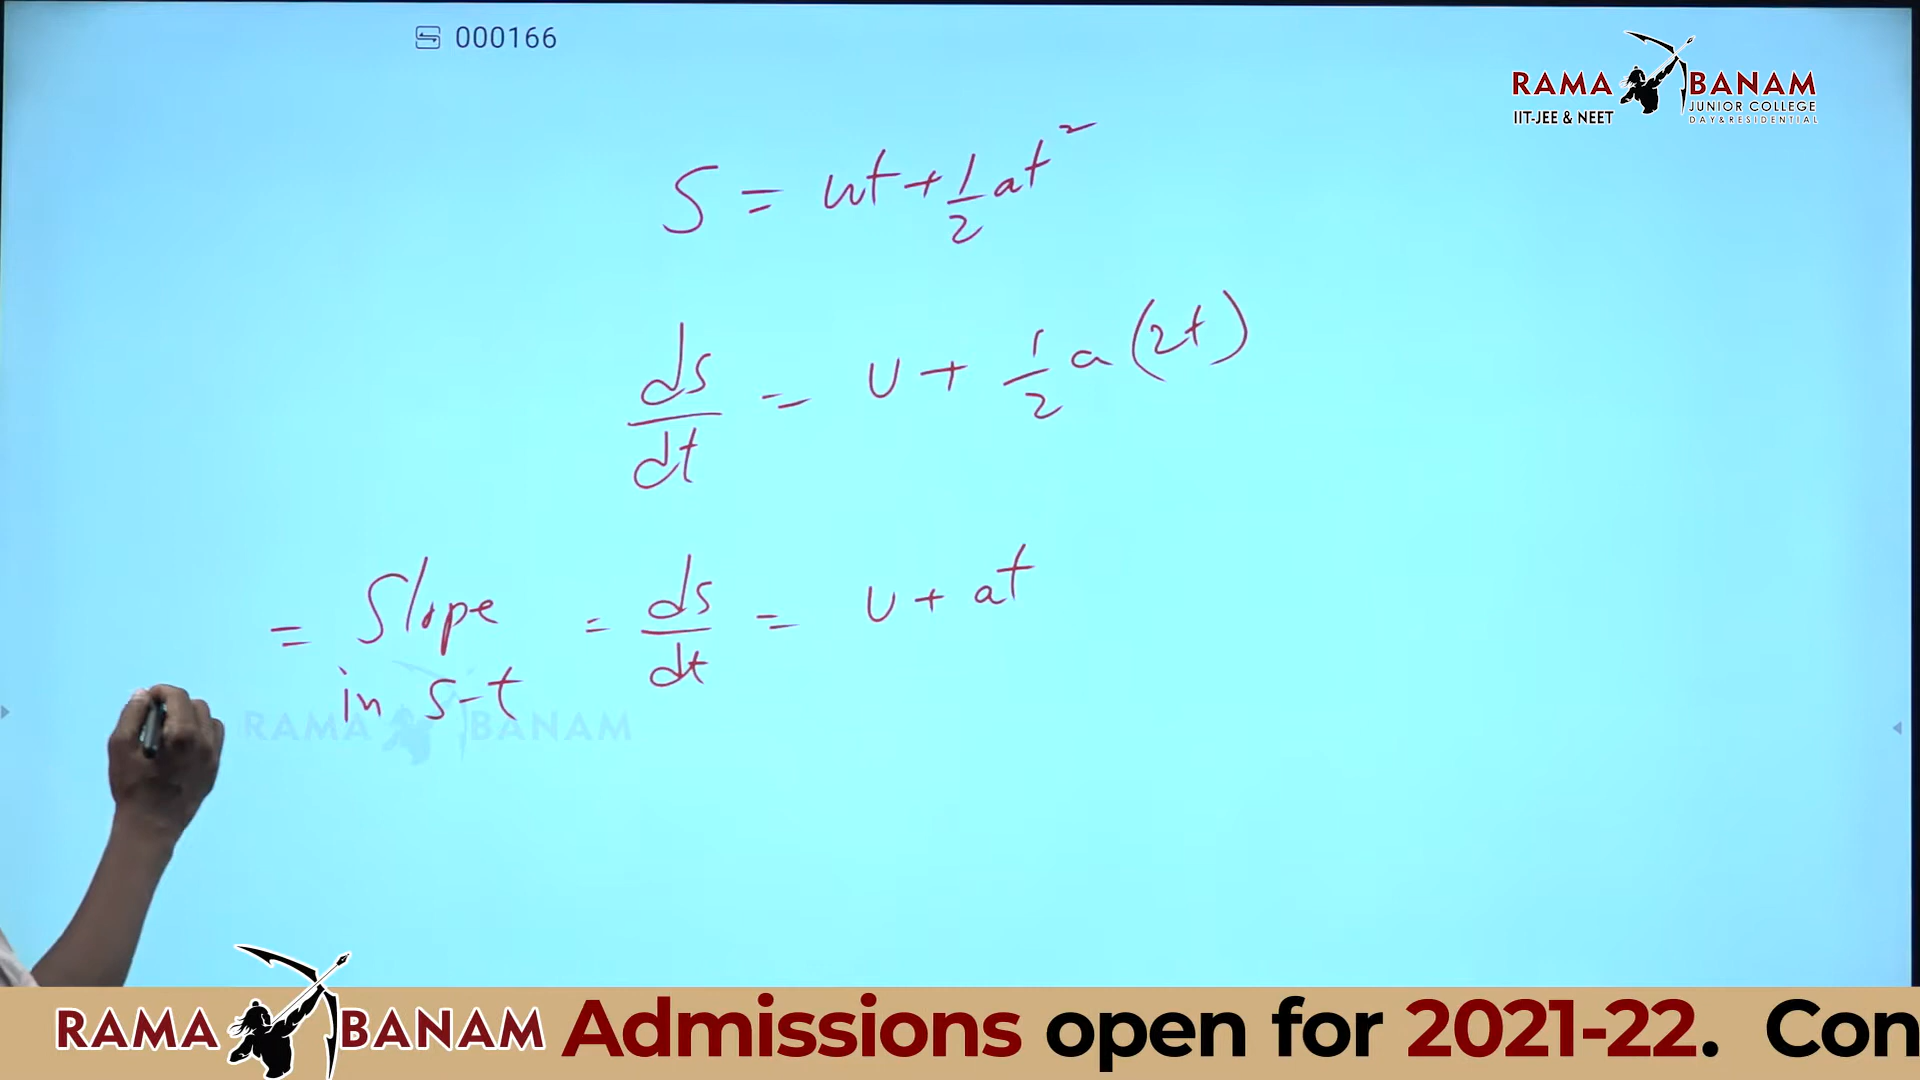 000166
RAMA BANAM
JUNIOR COLLEGE
IIT-JEE & NEET
DAY & RESIDENTIAL
S = ut + 1/2 at²
ds/dt = u + 1/2 a (2t)
= Slope in s-t = ds/dt = u + at
RAMA BANAM
RAMA BANAM Admissions open for 2021-22. Con